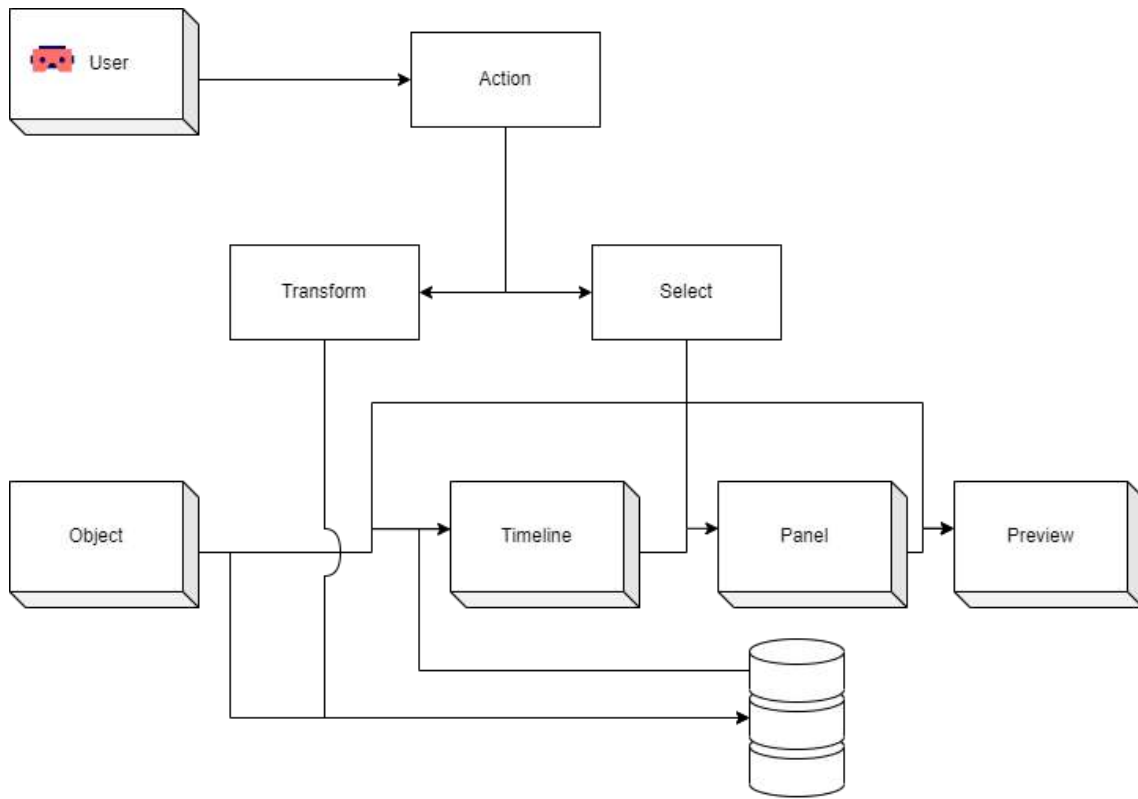 User
Action
Transform
Select
Object
Timeline
Panel
Preview